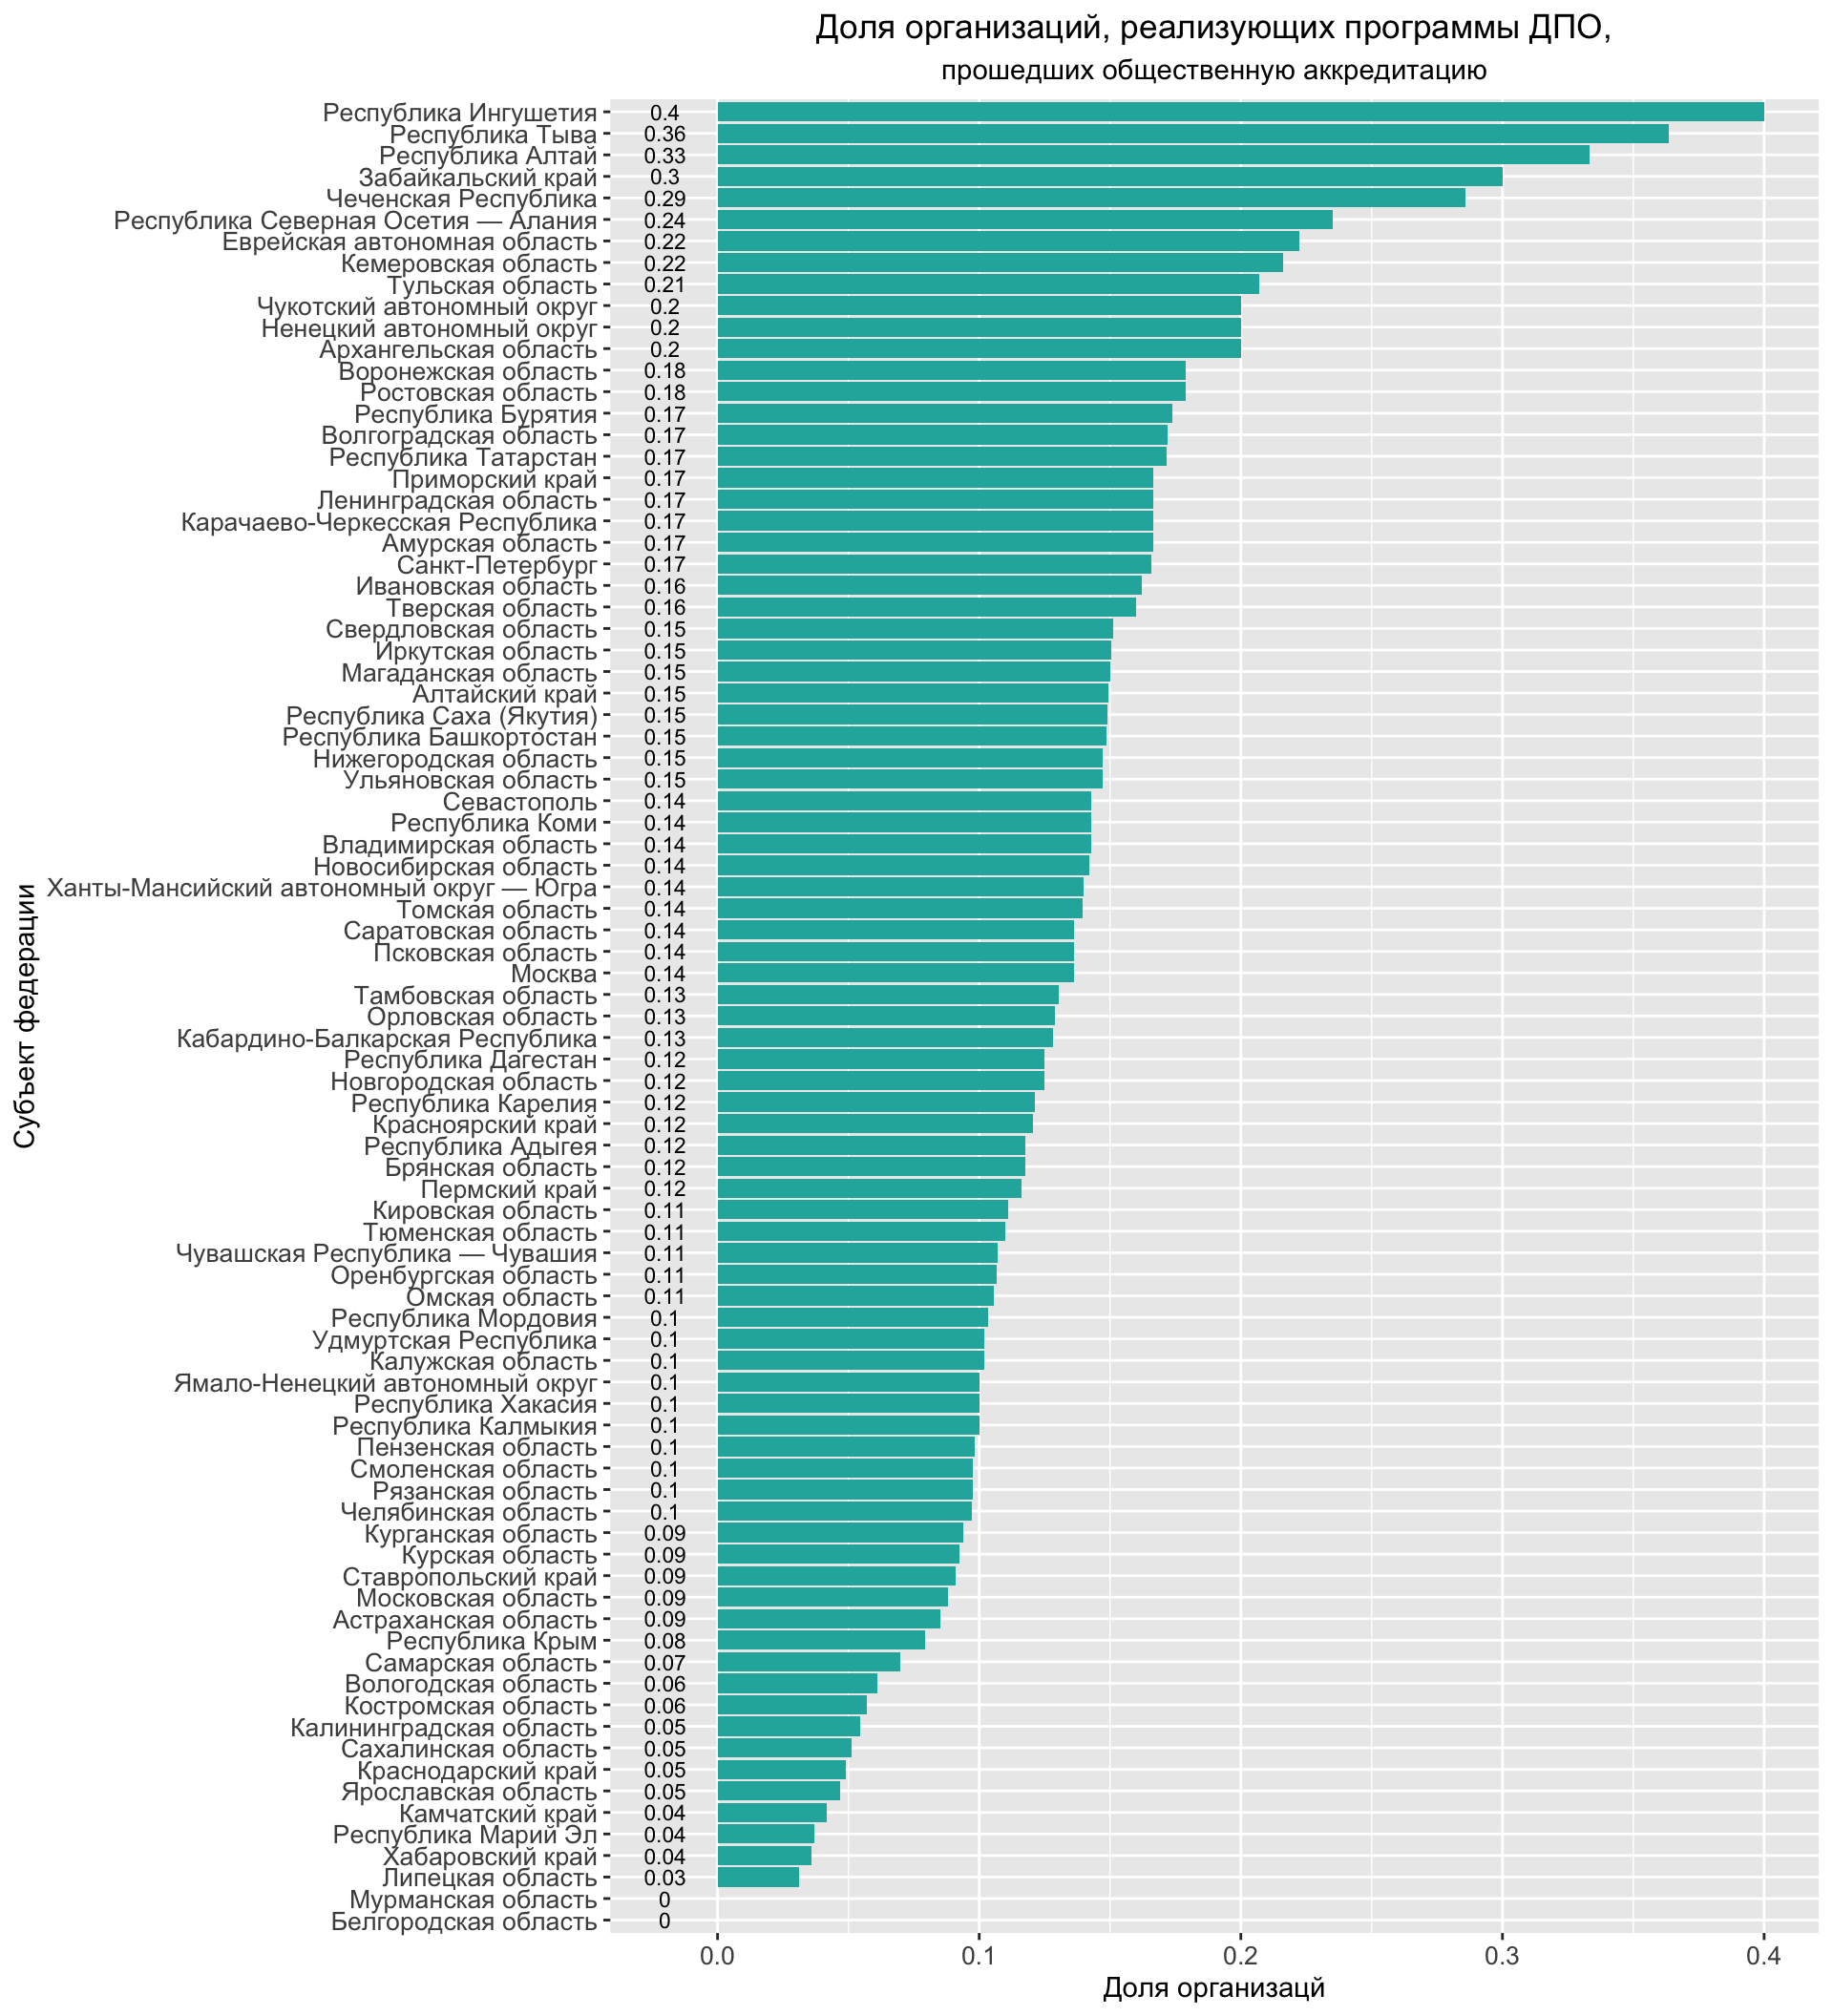 Доля организаций, реализующих программы ДПО,
прошедших общественную аккредитацию
Субъект федерации
Республика Ингушетия 0.4
Республика Тыва 0.36
Республика Алтай 0.33
Забайкальский край 0.3
Чеченская Республика 0.29
Республика Северная Осетия — Алания 0.24
Еврейская автономная область 0.22
Кемеровская область 0.22
Тульская область 0.21
Чукотский автономный округ 0.2
Ненецкий автономный округ 0.2
Архангельская область 0.2
Воронежская область 0.18
Ростовская область 0.18
Республика Бурятия 0.17
Волгоградская область 0.17
Республика Татарстан 0.17
Приморский край 0.17
Ленинградская область 0.17
Карачаево-Черкесская Республика 0.17
Амурская область 0.17
Санкт-Петербург 0.17
Ивановская область 0.16
Тверская область 0.16
Свердловская область 0.15
Иркутская область 0.15
Магаданская область 0.15
Алтайский край 0.15
Республика Саха (Якутия) 0.15
Республика Башкортостан 0.15
Нижегородская область 0.15
Ульяновская область 0.15
Севастополь 0.14
Республика Коми 0.14
Владимирская область 0.14
Новосибирская область 0.14
Ханты-Мансийский автономный округ — Югра 0.14
Томская область 0.14
Саратовская область 0.14
Псковская область 0.14
Москва 0.14
Тамбовская область 0.13
Орловская область 0.13
Кабардино-Балкарская Республика 0.13
Республика Дагестан 0.12
Новгородская область 0.12
Республика Карелия 0.12
Красноярский край 0.12
Республика Адыгея 0.12
Брянская область 0.12
Пермский край 0.12
Кировская область 0.11
Тюменская область 0.11
Чувашская Республика — Чувашия 0.11
Оренбургская область 0.11
Омская область 0.11
Республика Мордовия 0.1
Удмуртская Республика 0.1
Калужская область 0.1
Ямало-Ненецкий автономный округ 0.1
Республика Хакасия 0.1
Республика Калмыкия 0.1
Пензенская область 0.1
Смоленская область 0.1
Рязанская область 0.1
Челябинская область 0.1
Курганская область 0.09
Курская область 0.09
Ставропольский край 0.09
Московская область 0.09
Астраханская область 0.09
Республика Крым 0.08
Самарская область 0.07
Вологодская область 0.06
Костромская область 0.06
Калининградская область 0.05
Сахалинская область 0.05
Краснодарский край 0.05
Ярославская область 0.05
Камчатский край 0.04
Республика Марий Эл 0.04
Хабаровский край 0.04
Липецкая область 0.03
Мурманская область 0
Белгородская область 0
0.0 0.1 0.2 0.3 0.4
Доля организацй